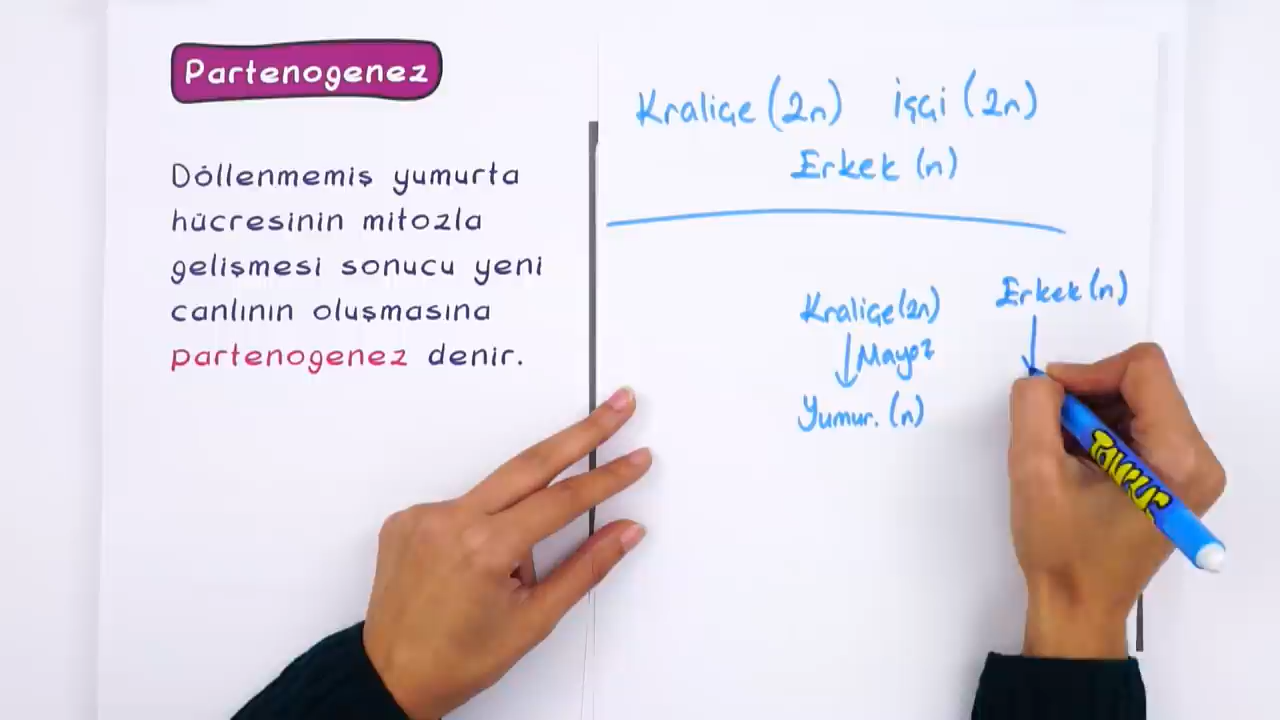 Partenogenez
Döllenmemiş yumurta
hücresinin mitozla
gelişmesi sonucu yeni
canlının oluşmasına
partenogenez denir.
Kraliçe (2n) İşçi (2n)
Erkek (n)
Kraliçe (2n) Erkek (n)
Mayoz
Yumur. (n)